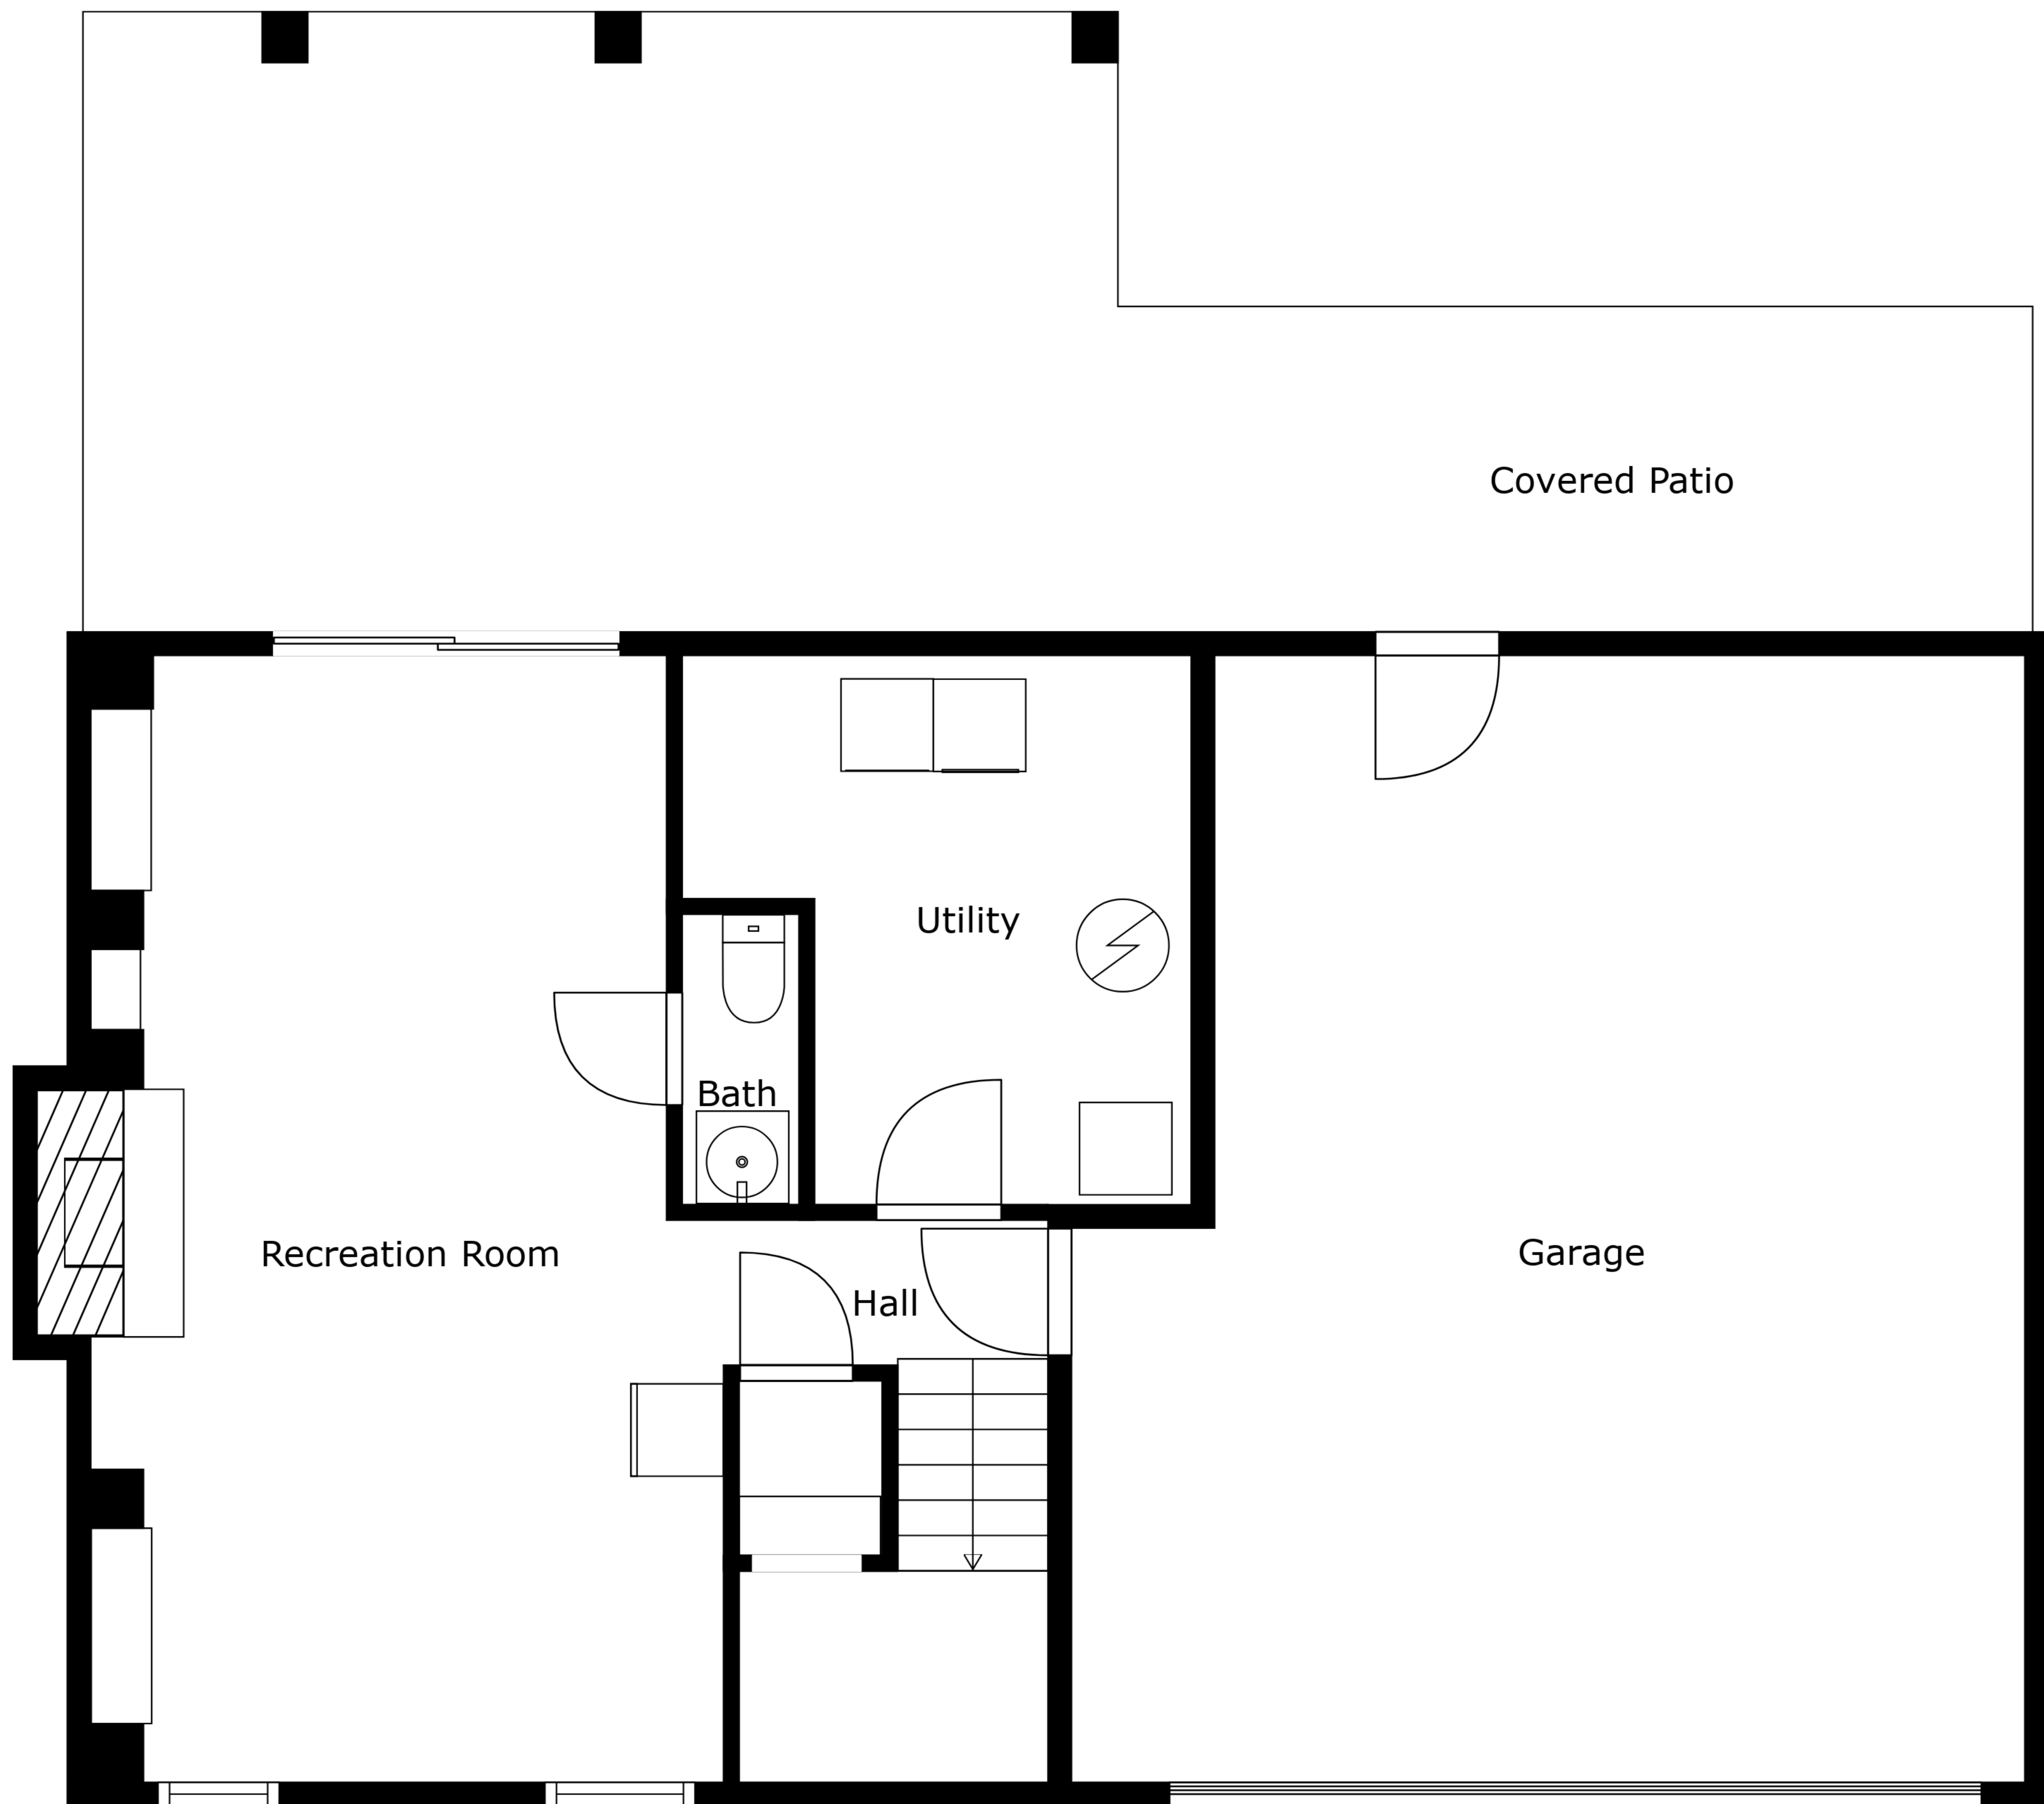 Covered Patio
Utility
Bath
Recreation Room
Garage
Hall